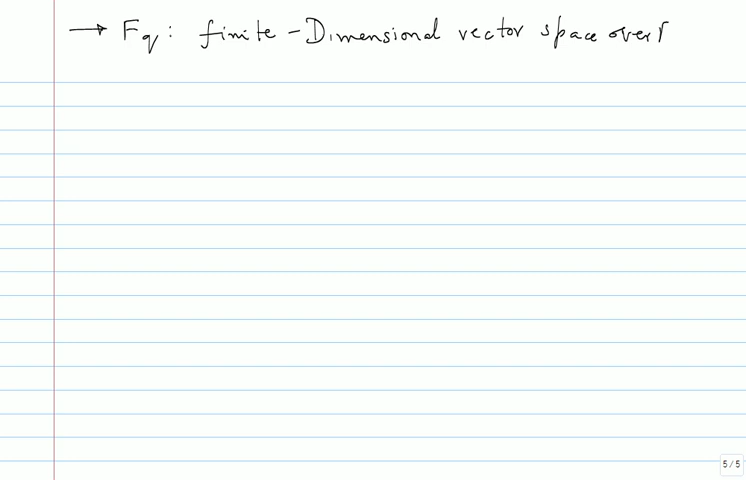 → Fq : finite-Dimensional vector space over
5/5